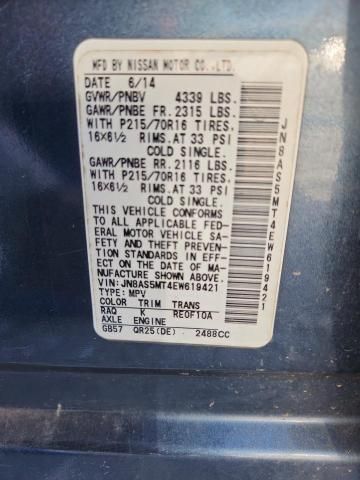 MFD BY NISSAN MOTOR CO.,LTD.
DATE 6/14
GVWR/PNBV 4339 LBS.
GAWR/PNBE FR. 2315 LBS.
WITH P215/70R16 TIRES.
16X6½ RIMS.AT 33 PSI
COLD SINGLE.
GAWR/PNBE RR. 2116 LBS.
WITH P215/70R16 TIRES.
16X6½ RIMS.AT 33 PSI
COLD SINGLE.
THIS VEHICLE CONFORMS
TO ALL APPLICABLE FED-
ERAL MOTOR VEHICLE SA-
FETY AND THEFT PREVEN-
TION STANDARDS IN EFF-
ECT ON THE DATE OF MA-
NUFACTURE SHOWN ABOVE.
VIN:JN8AS5MT4EW619421
TYPE: MPV
COLOR TRIM TRANS
RAQ K RE0F10A
AXLE ENGINE
GB57 QR25(DE) 2488CC
JN8AS5MT4EW619421